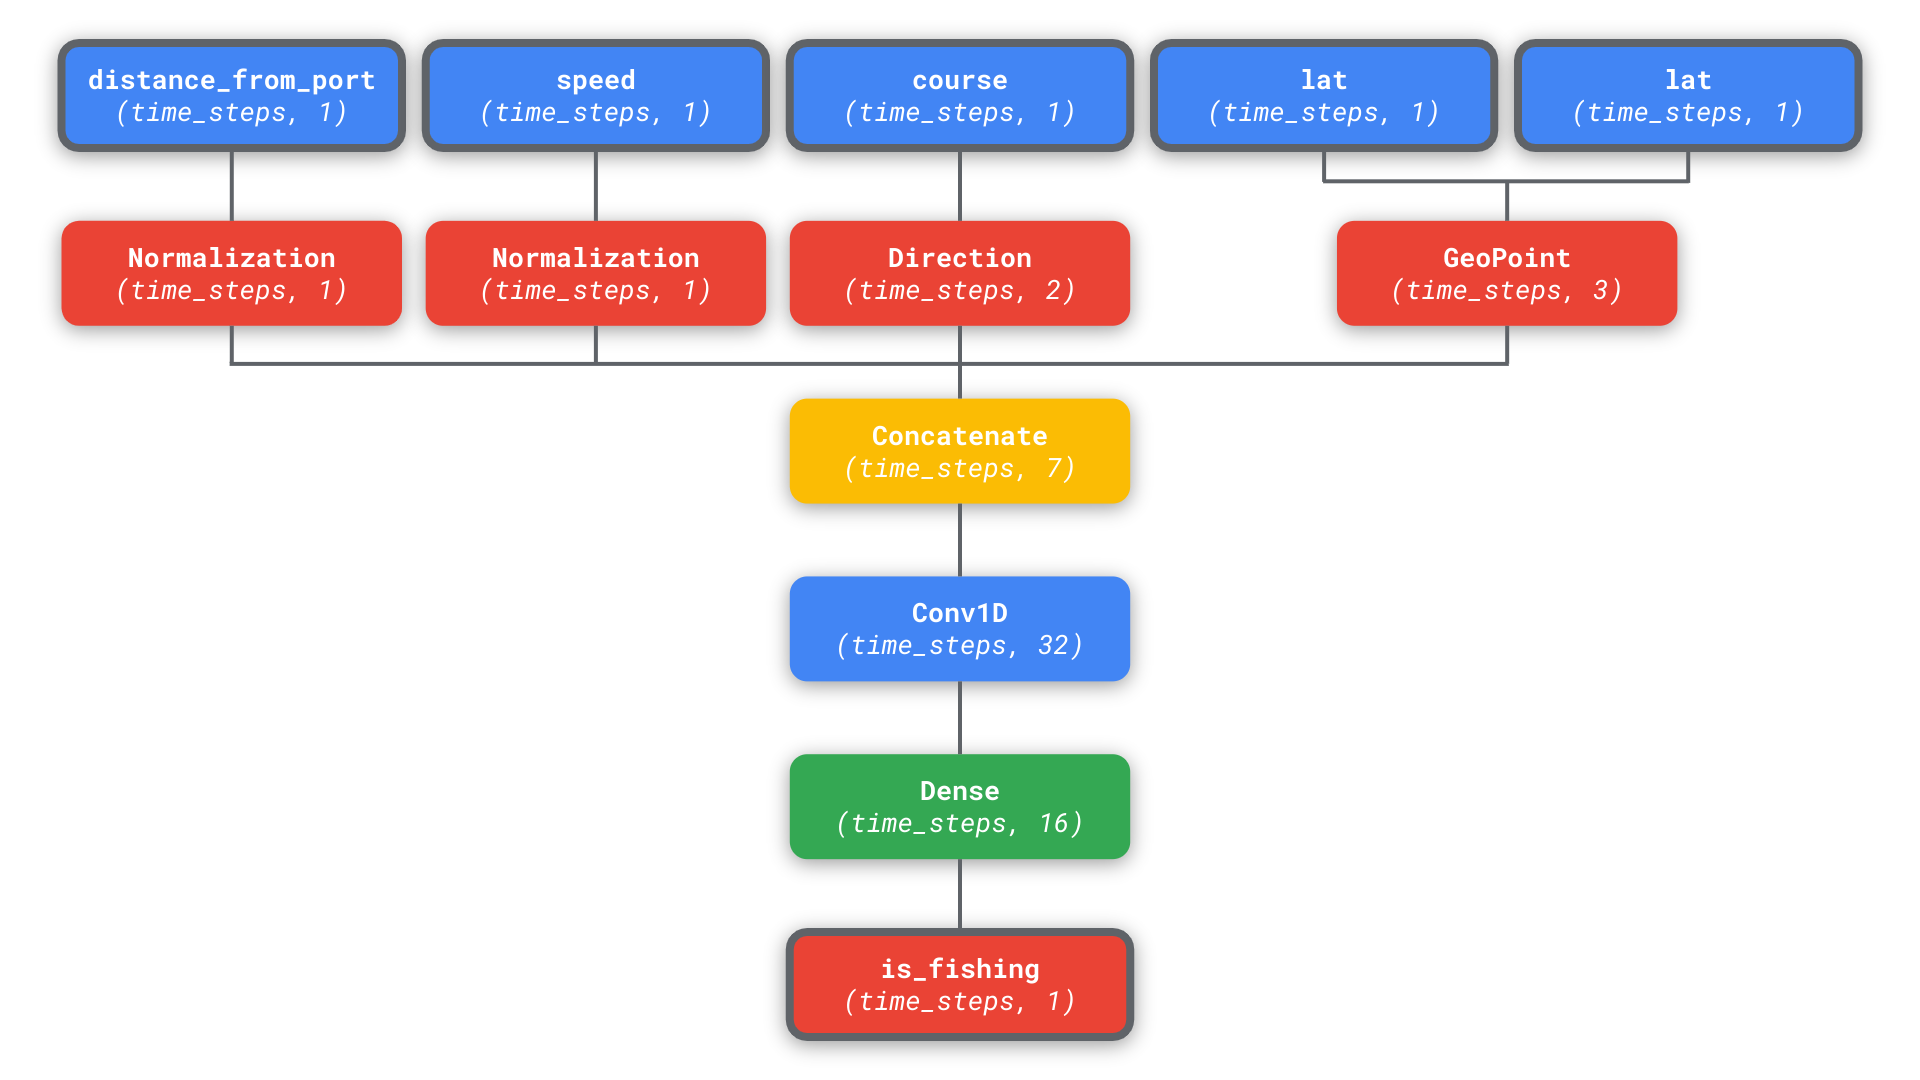 distance_from_port
(time_steps, 1)
speed
(time_steps, 1)
course
(time_steps, 1)
lat
(time_steps, 1)
lat
(time_steps, 1)
Normalization
(time_steps, 1)
Normalization
(time_steps, 1)
Direction
(time_steps, 2)
GeoPoint
(time_steps, 3)
Concatenate
(time_steps, 7)
Conv1D
(time_steps, 32)
Dense
(time_steps, 16)
is_fishing
(time_steps, 1)